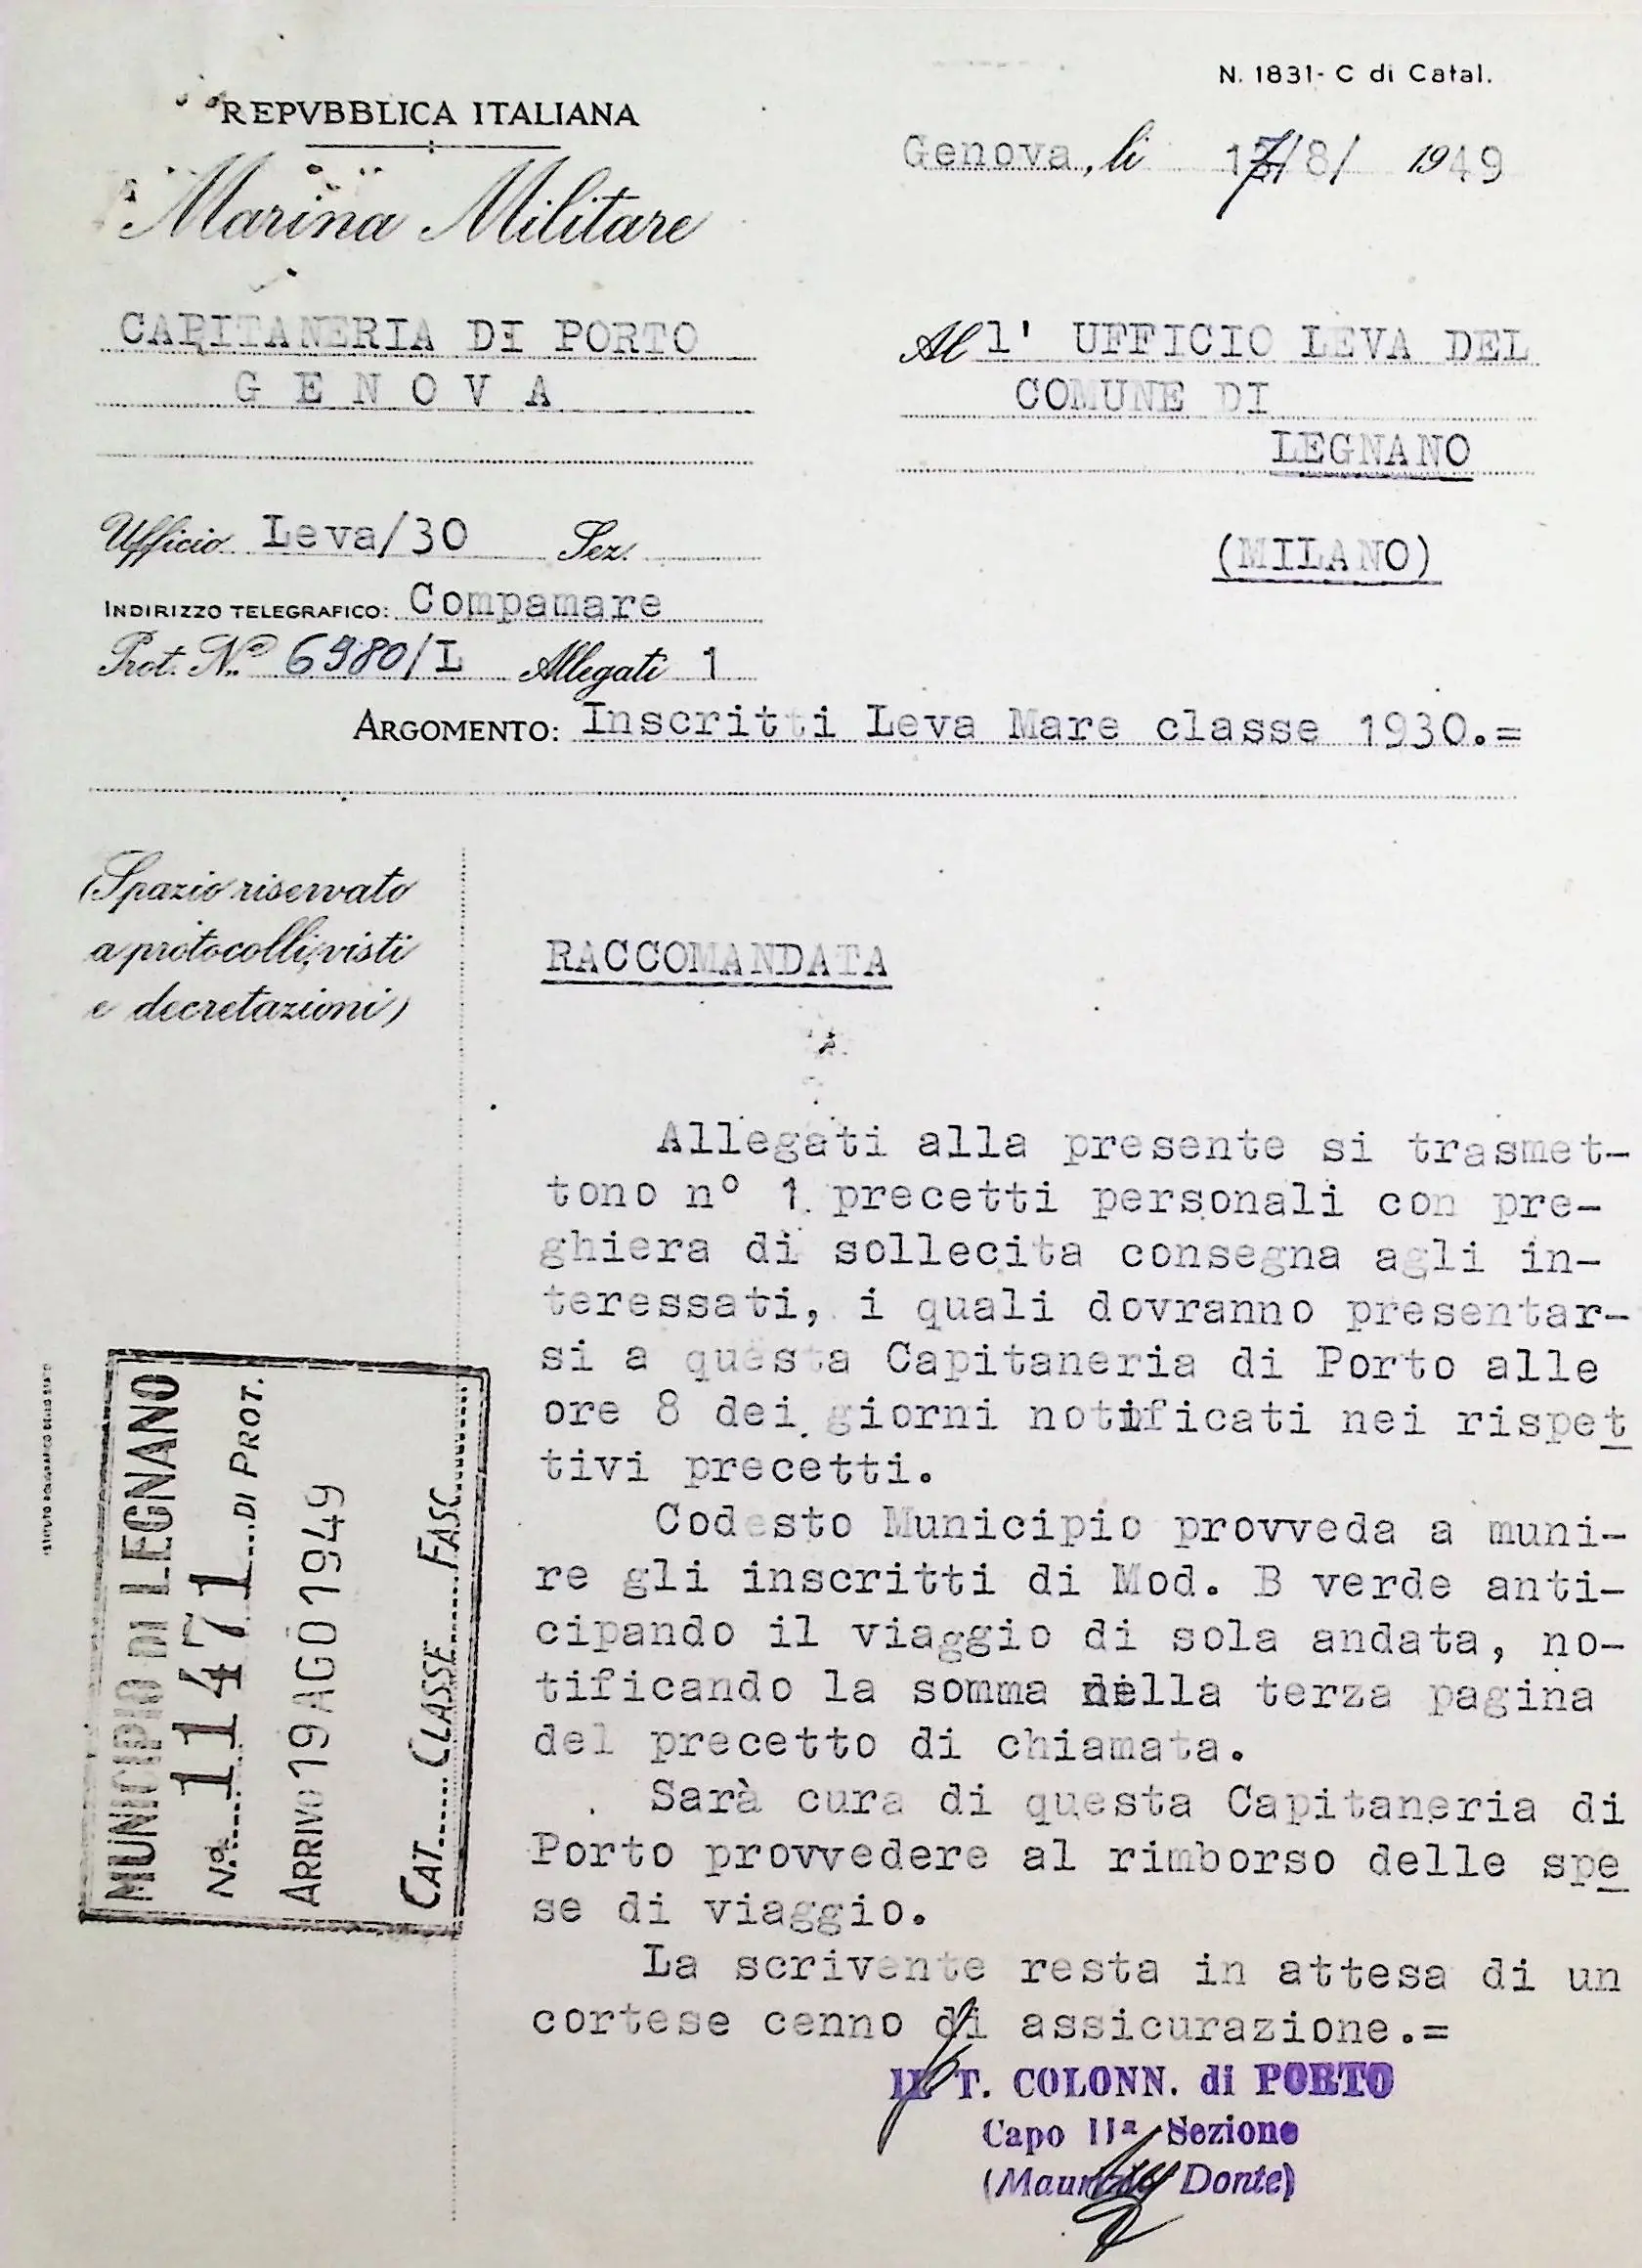 N. 1831- C di Catal.
REPVBBLICA ITALIANA
Genova, li 17/8/ 1949
Marina Militare
CAPITANERIA DI PORTO
G E N O V A
All' UFFICIO LEVA DEL
COMUNE DI
LEGNANO
(MILANO)
Ufficio Leva/30 Sez.
INDIRIZZO TELEGRAFICO: Compamare
Prot. N.º 6980/L Allegati 1
ARGOMENTO: Inscritti Leva Mare classe 1930.=
(Spazio riservato
a protocolli, visti
e decretazioni)
RACCOMANDATA
Allegati alla presente si trasmet-
tono nº 1 precetti personali con pre-
ghiera di sollecita consegna agli in-
teressati, i quali dovranno presentar-
si a questa Capitaneria di Porto alle
ore 8 dei giorni notificati nei rispet
tivi precetti.
Codesto Municipio provveda a muni-
re gli inscritti di Mod. B verde anti-
cipando il viaggio di sola andata, no-
tificando la somma della terza pagina
del precetto di chiamata.
Sarà cura di questa Capitaneria di
Porto provvedere al rimborso delle spe
se di viaggio.
La scrivente resta in attesa di un
cortese cenno di assicurazione.=
IL T. COLONN. di PORTO
Capo IIª Sezione
(Maurizio Donte)
MUNICIPIO DI LEGNANO
N.º 11471 DI PROT.
ARRIVO 19 AGO 1949
CAT...... CLASSE...... FASC.........